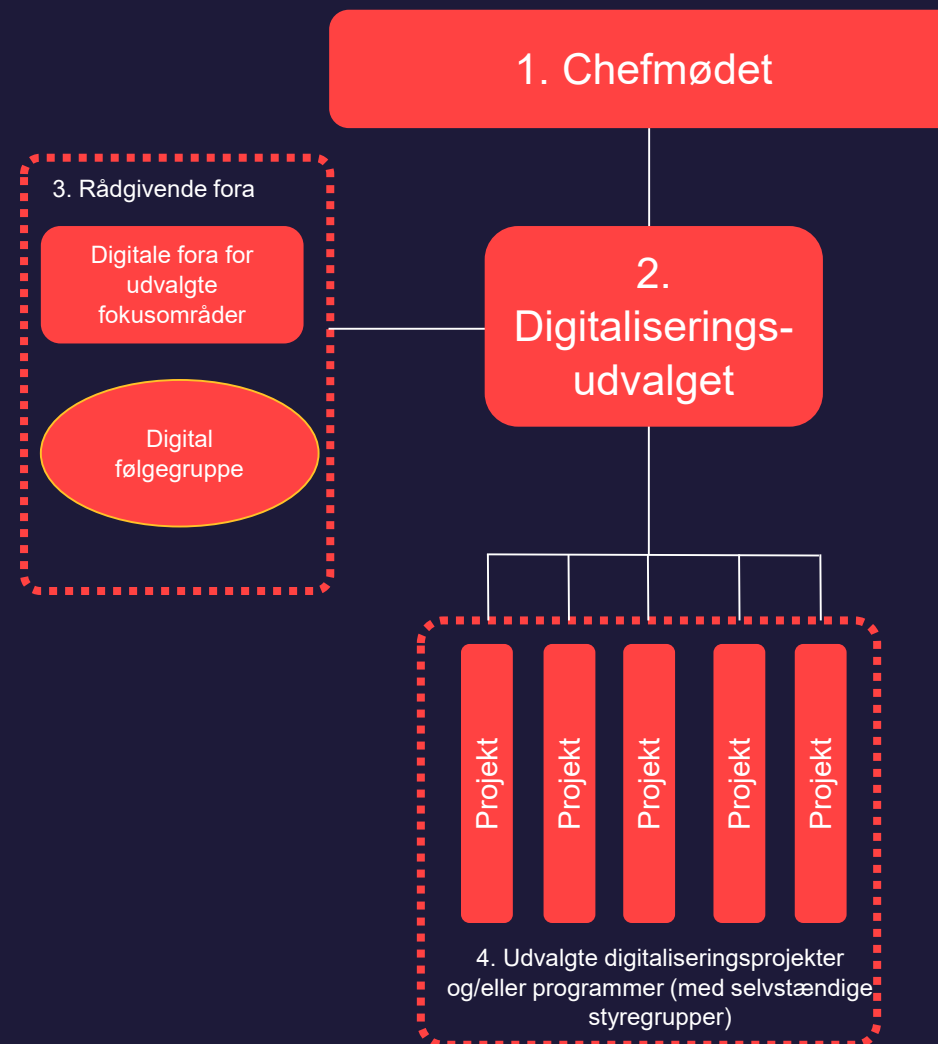 1. Chefmødet
3. Rådgivende fora
Digitale fora for
udvalgte
fokusområder
Digital
følgegruppe
2.
Digitaliserings-
udvalget
Projekt
Projekt
Projekt
Projekt
Projekt
4. Udvalgte digitaliseringsprojekter
og/eller programmer (med selvstændige
styregrupper)